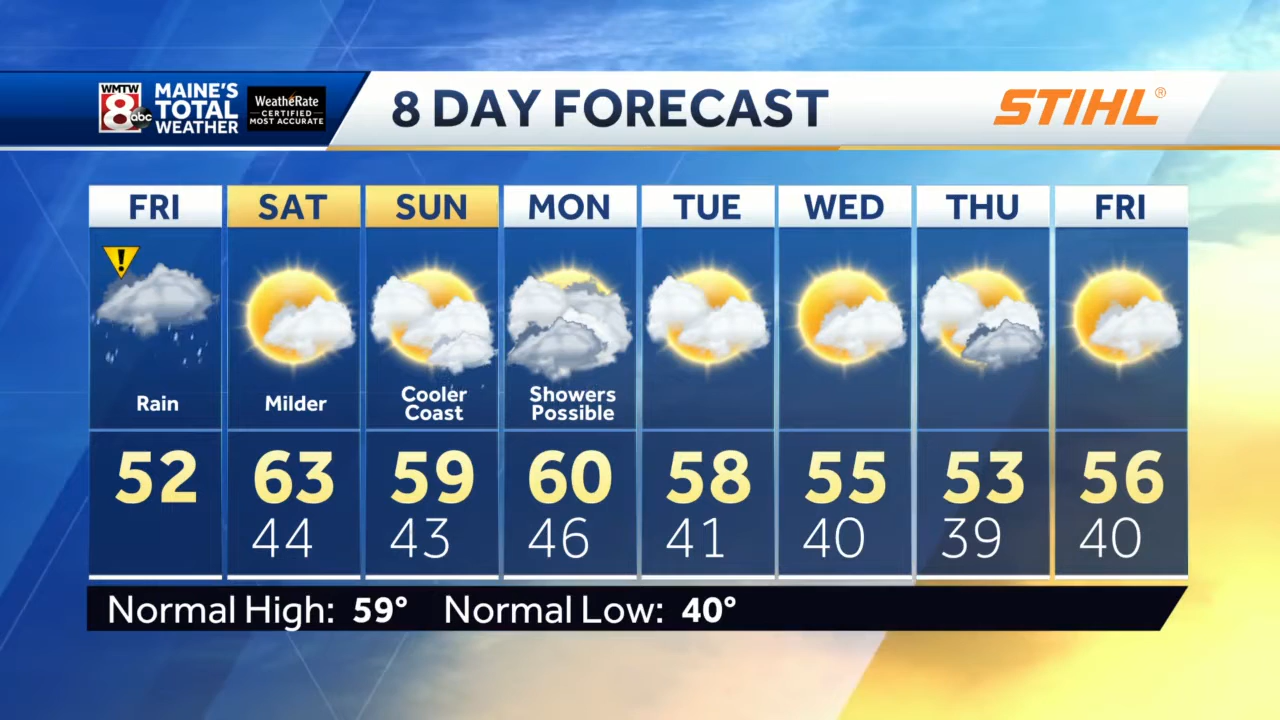 WMTW
8
abc
MAINE'S
TOTAL
WEATHER
WeatheRate
CERTIFIED
MOST ACCURATE
8 DAY FORECAST
STIHL®
FRI SAT SUN MON TUE WED THU FRI
!
Rain Milder Cooler Coast Showers Possible
52 63 59 60 58 55 53 56
44 43 46 41 40 39 40
Normal High: 59° Normal Low: 40°